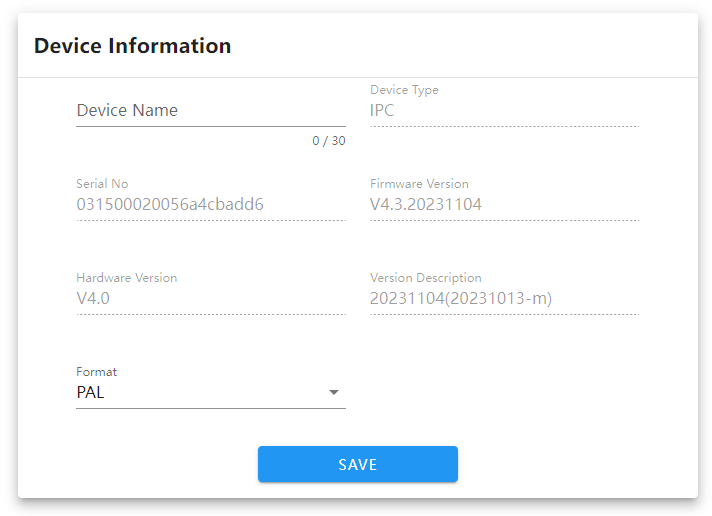 Device Information
Device Name
0 / 30
Device Type
IPC
Serial No
031500020056a4cbadd6
Firmware Version
V4.3.20231104
Hardware Version
V4.0
Version Description
20231104(20231013-m)
Format
PAL
SAVE